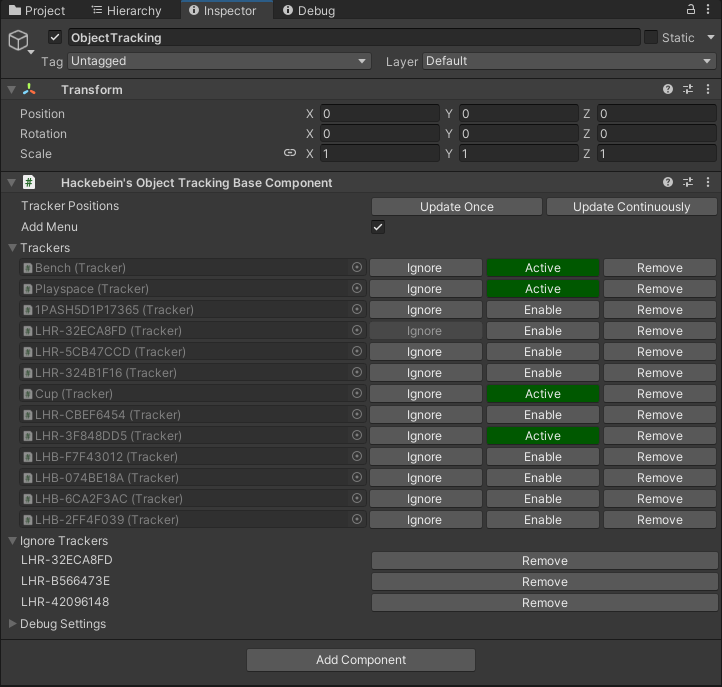 Project Hierarchy Inspector Debug
ObjectTracking Static
Tag Untagged Layer Default
Transform
Position X 0 Y 0 Z 0
Rotation X 0 Y 0 Z 0
Scale X 1 Y 1 Z 1
Hackebein's Object Tracking Base Component
Tracker Positions Update Once Update Continuously
Add Menu
Trackers
Bench (Tracker) Ignore Active Remove
Playspace (Tracker) Ignore Active Remove
1PASH5D1P17365 (Tracker) Ignore Enable Remove
LHR-32ECA8FD (Tracker) Ignore Enable Remove
LHR-5CB47CCD (Tracker) Ignore Enable Remove
LHR-324B1F16 (Tracker) Ignore Enable Remove
Cup (Tracker) Ignore Active Remove
LHR-CBEF6454 (Tracker) Ignore Enable Remove
LHR-3F848DD5 (Tracker) Ignore Active Remove
LHB-F7F43012 (Tracker) Ignore Enable Remove
LHB-074BE18A (Tracker) Ignore Enable Remove
LHB-6CA2F3AC (Tracker) Ignore Enable Remove
LHB-2FF4F039 (Tracker) Ignore Enable Remove
Ignore Trackers
LHR-32ECA8FD Remove
LHR-B566473E Remove
LHR-42096148 Remove
Debug Settings
Add Component